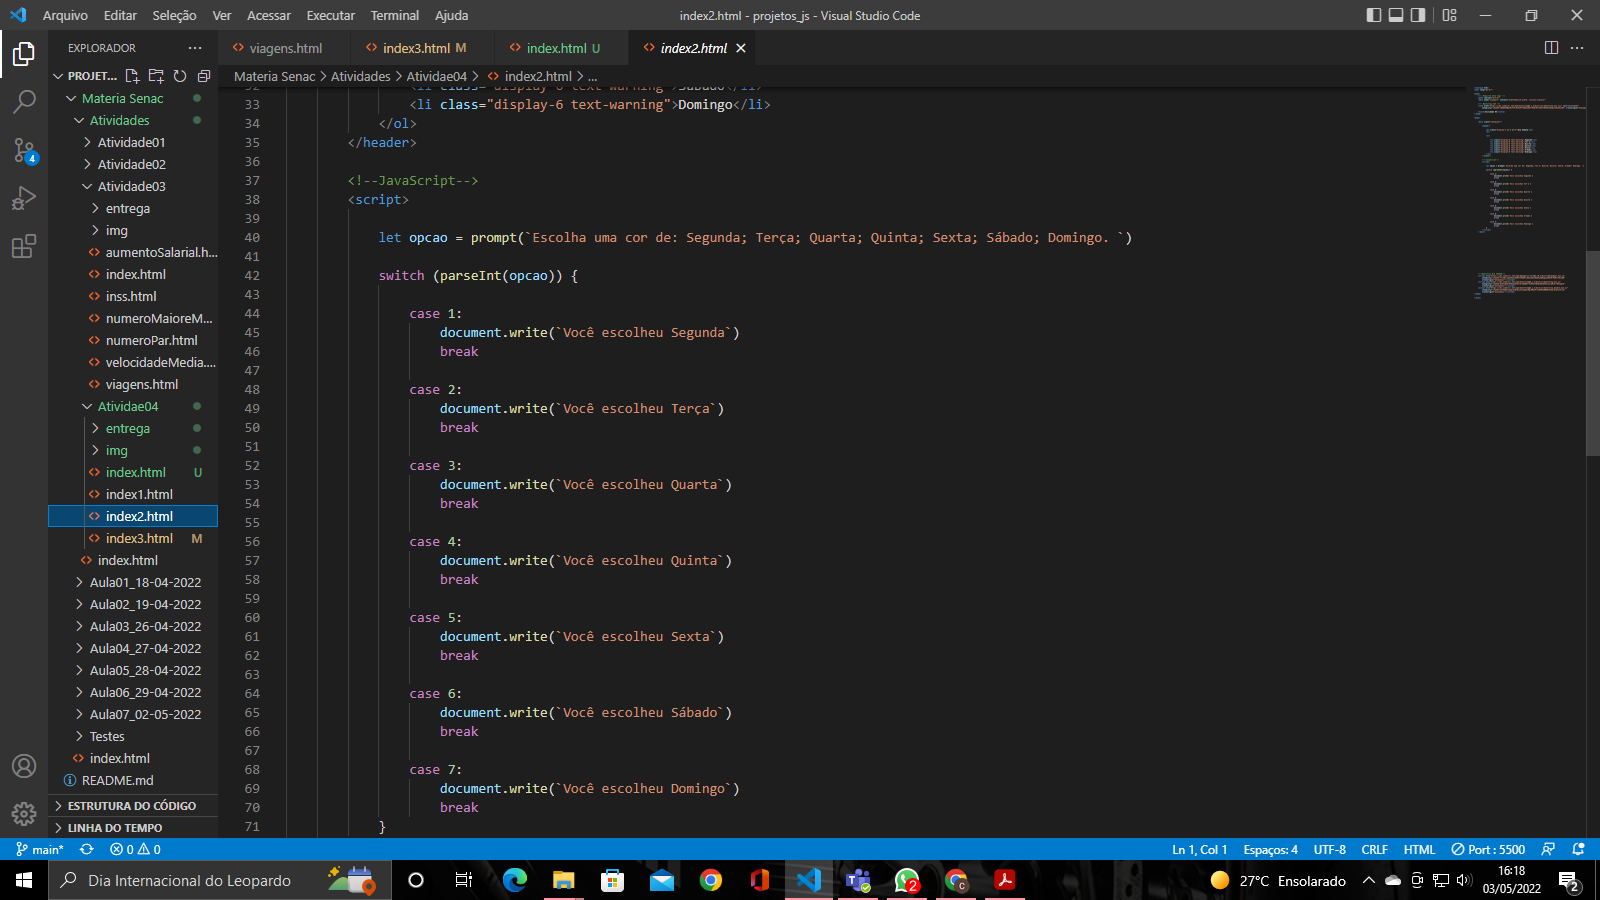 Arquivo Editar Seleção Ver Acessar Executar Terminal Ajuda
index2.html - projetos_js - Visual Studio Code
EXPLORADOR
viagens.html
index3.html M
index.html U
index2.html
PROJET...
Materia Senac > Atividades > Atividae04 > index2.html > ...
Materia Senac
Atividades
Atividade01
Atividade02
Atividade03
entrega
img
aumentoSalarial.h...
index.html
inss.html
numeroMaioreM...
numeroPar.html
velocidadeMedia....
viagens.html
Atividae04
entrega
img
index.html U
index1.html
index2.html
index3.html M
index.html
Aula01_18-04-2022
Aula02_19-04-2022
Aula03_26-04-2022
Aula04_27-04-2022
Aula05_28-04-2022
Aula06_29-04-2022
Aula07_02-05-2022
Testes
index.html
README.md
ESTRUTURA DO CÓDIGO
LINHA DO TEMPO
4
32 <li class="display-6 text-warning">Sábado</li>
33 <li class="display-6 text-warning">Domingo</li>
34 </ol>
35 </header>
36
37 <!--JavaScript-->
38 <script>
39
40 let opcao = prompt(`Escolha uma cor de: Segunda; Terça; Quarta; Quinta; Sexta; Sábado; Domingo. `)
41
42 switch (parseInt(opcao)) {
43
44 case 1:
45 document.write(`Você escolheu Segunda`)
46 break
47
48 case 2:
49 document.write(`Você escolheu Terça`)
50 break
51
52 case 3:
53 document.write(`Você escolheu Quarta`)
54 break
55
56 case 4:
57 document.write(`Você escolheu Quinta`)
58 break
59
60 case 5:
61 document.write(`Você escolheu Sexta`)
62 break
63
64 case 6:
65 document.write(`Você escolheu Sábado`)
66 break
67
68 case 7:
69 document.write(`Você escolheu Domingo`)
70 break
71 }
main* 0 0
Ln 1, Col 1 Espaços: 4 UTF-8 CRLF HTML Port : 5500
Dia Internacional do Leopardo
2
27°C Ensolarado
16:18
03/05/2022
2